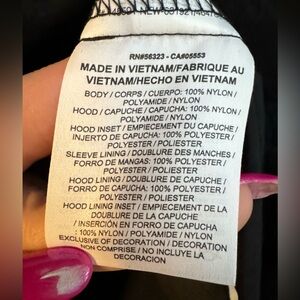 RN#56323 - CA#05553
MADE IN VIETNAM/FABRIQUE AU
VIETNAM/HECHO EN VIETNAM
BODY / CORPS / CUERPO: 100% NYLON /
POLYAMIDE / NYLON
HOOD / CAPUCHE / CAPUCHA: 100% NYLON /
POLYAMIDE / NYLON
HOOD INSET / EMPIECEMENT DU CAPUCHE /
INJERTO DE CAPUCHA: 100% POLYESTER /
POLYESTER / POLIESTER
SLEEVE LINING / DOUBLURE DES MANCHES /
FORRO DE MANGAS: 100% POLYESTER /
POLYESTER / POLIESTER
HOOD LINING / DOUBLURE DE CAPUCHE /
FORRO DE CAPUCHA: 100% POLYESTER /
POLYESTER / POLIESTER
HOOD LINING INSET / EMPIECEMENT DE LA
DOUBLURE DE LA CAPUCHE
/ INSERCIÓN EN FORRO DE CAPUCHA
: 100% NYLON / POLYAMIDE / NYLON
EXCLUSIVE OF DECORATION / DECORATION
NON COMPRISE / NO INCLUYE LA
DECORACION